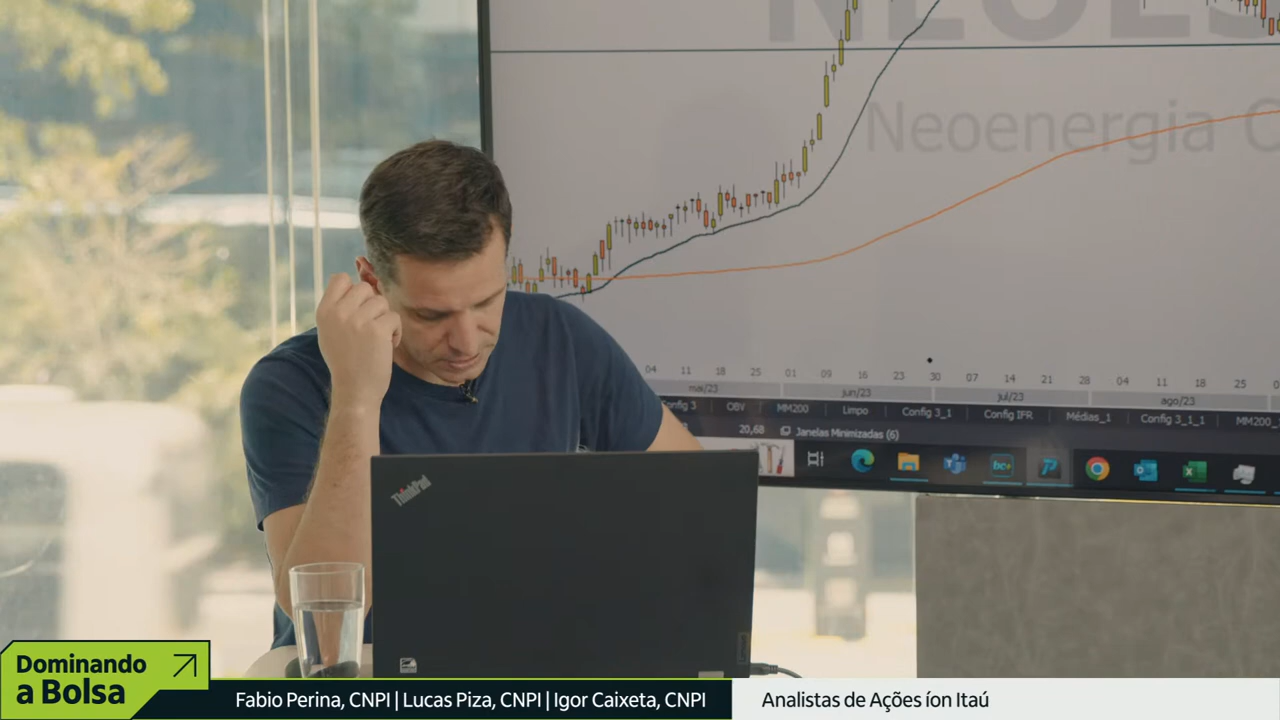 NEOE
Neoenergia
04 11 18 25 01 09 16 23 30 07 14 21 28 04 11 18 25
mai/23 jun/23 jul/23 ago/23
Config 3 OBV MM200 Limpo Config 3_1 Config IFR Médias_1 Config 3_1_1 MM200_
20,68 Janelas Minimizadas (6)
bc+
ThinkPad
Dominando
a Bolsa
Fabio Perina, CNPI | Lucas Piza, CNPI | Igor Caixeta, CNPI
Analistas de Ações íon Itaú